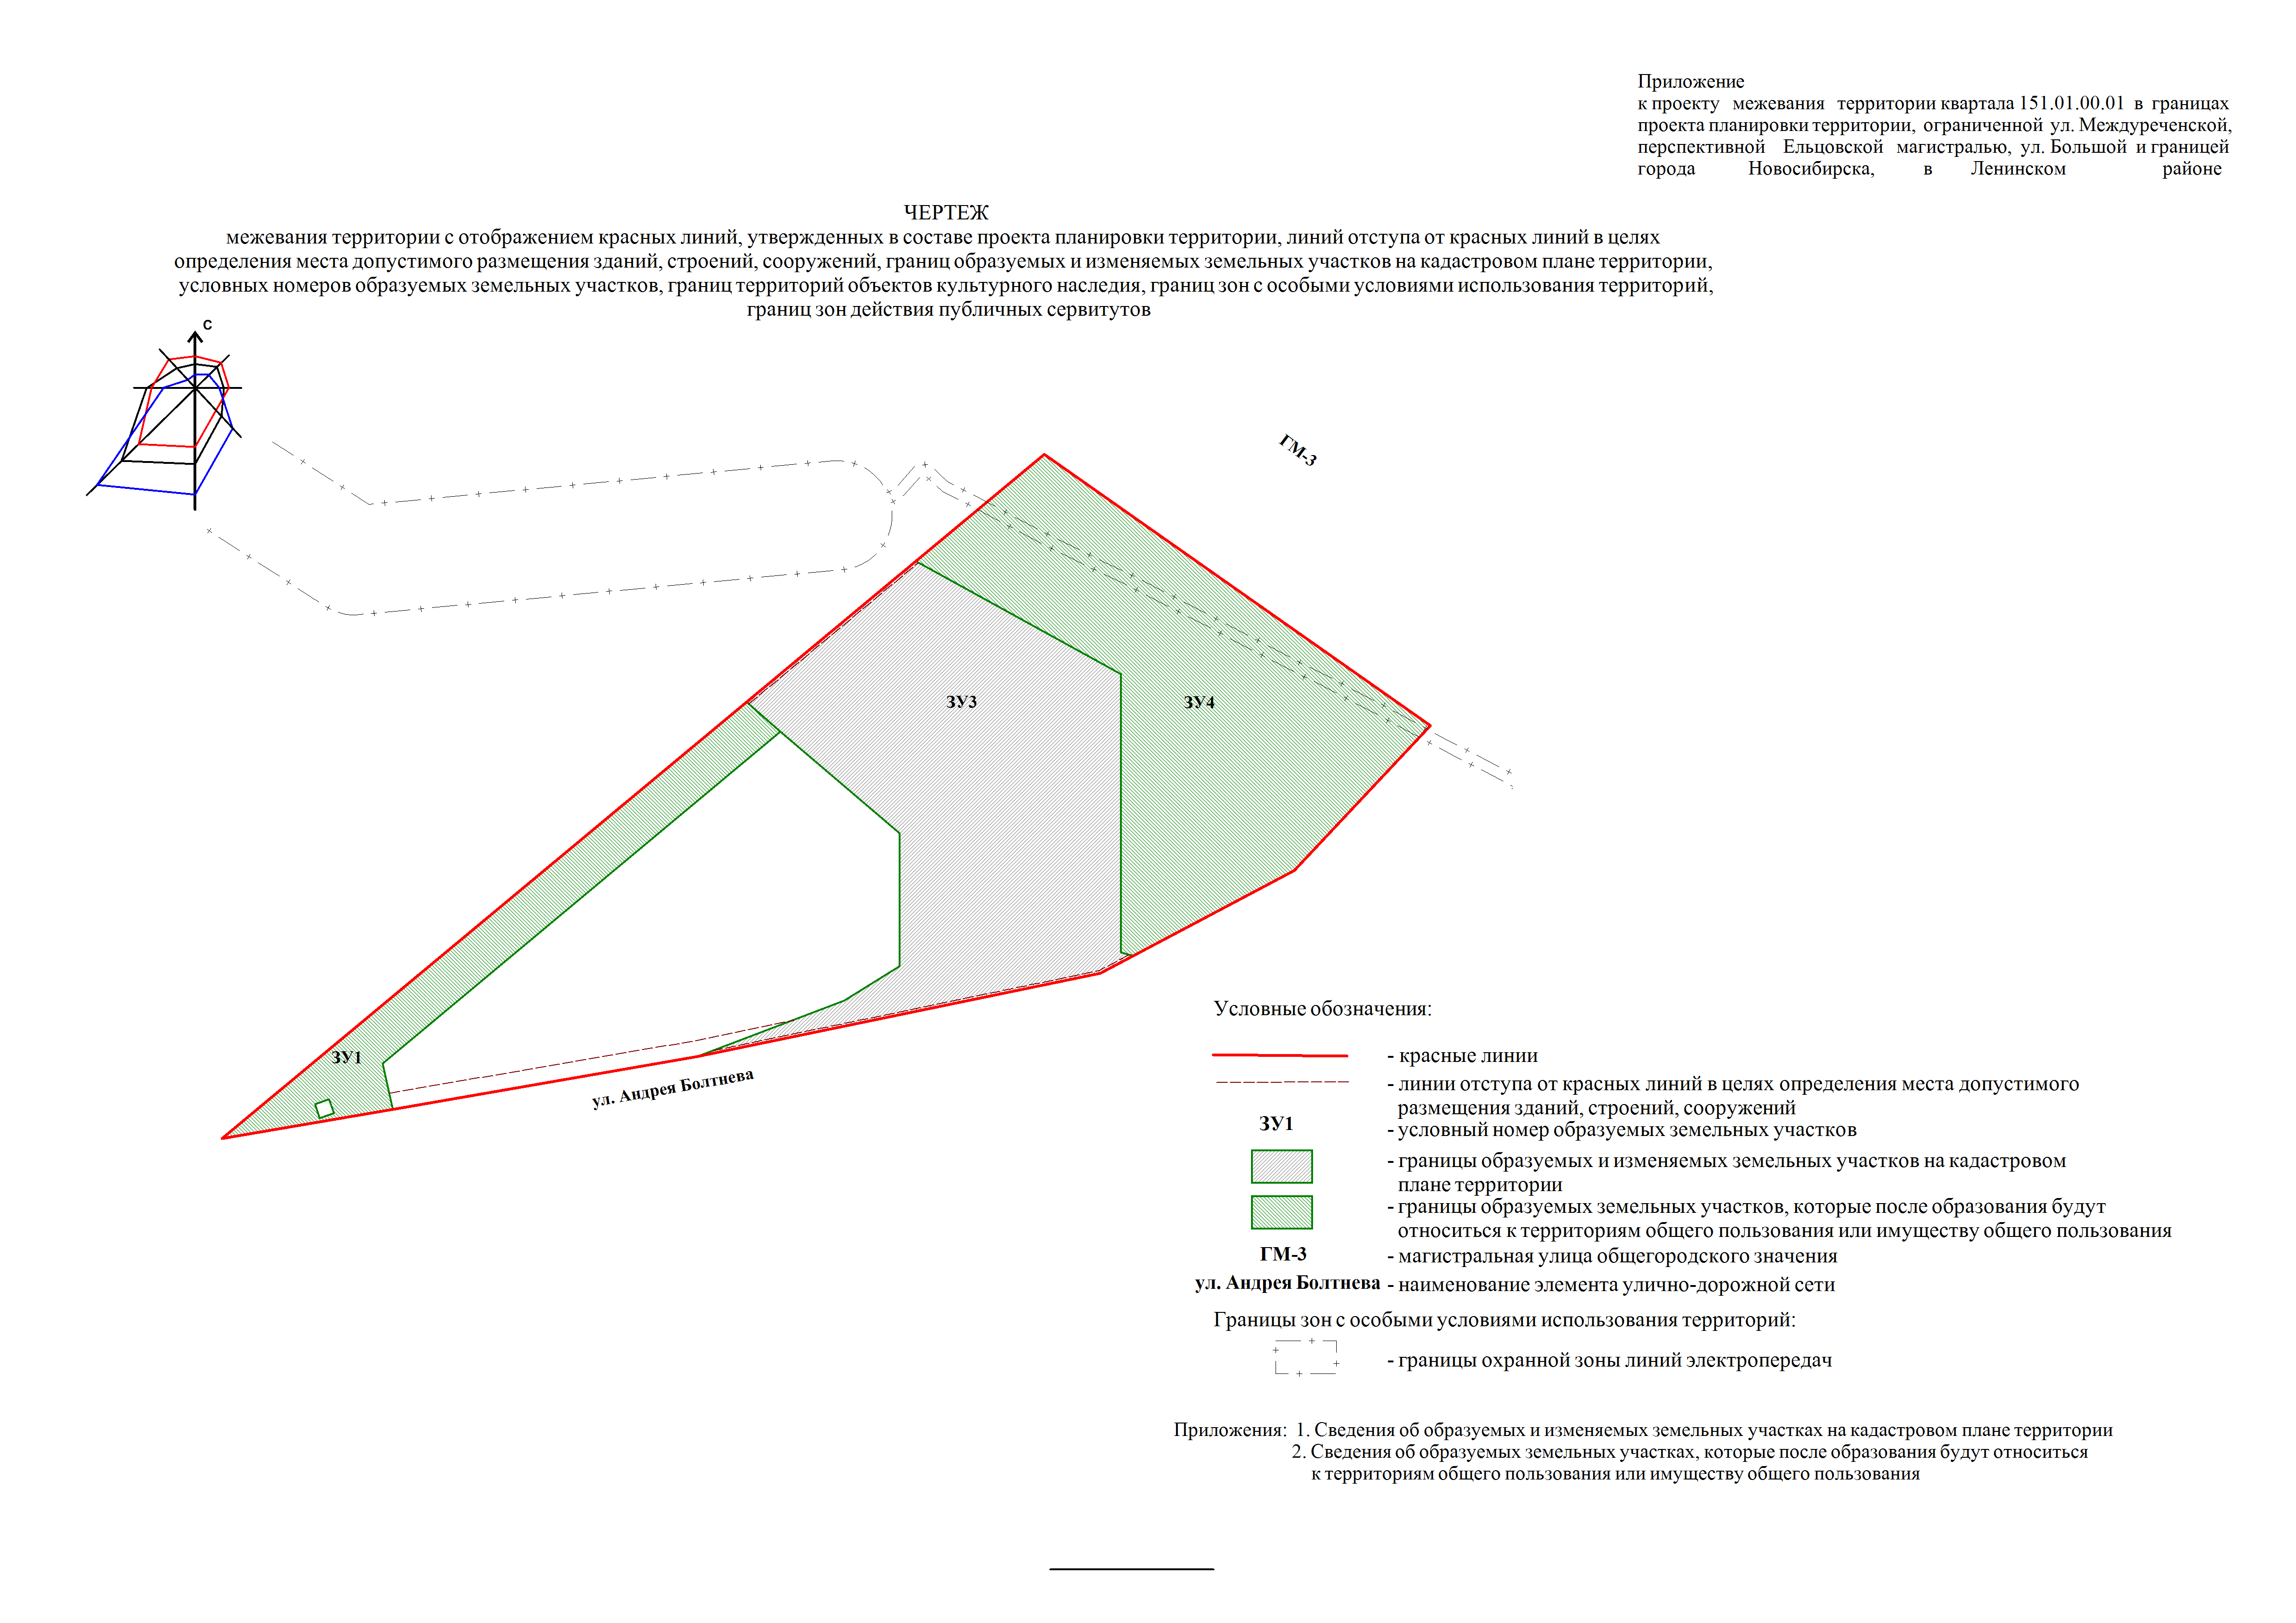 Приложение
к проекту межевания территории квартала 151.01.00.01 в границах
проекта планировки территории, ограниченной ул. Междуреченской,
перспективной Ельцовской магистралью, ул. Большой и границей
города Новосибирска, в Ленинском районе
ЧЕРТЕЖ
межевания территории с отображением красных линий, утвержденных в составе проекта планировки территории, линий отступа от красных линий в целях
определения места допустимого размещения зданий, строений, сооружений, границ образуемых и изменяемых земельных участков на кадастровом плане территории,
условных номеров образуемых земельных участков, границ территорий объектов культурного наследия, границ зон с особыми условиями использования территорий,
границ зон действия публичных сервитутов
С
ГМ-3
ЗУ3
ЗУ4
ЗУ1
ул. Андрея Болтнева
Условные обозначения:
- красные линии
- линии отступа от красных линий в целях определения места допустимого
размещения зданий, строений, сооружений
ЗУ1 - условный номер образуемых земельных участков
- границы образуемых и изменяемых земельных участков на кадастровом
плане территории
- границы образуемых земельных участков, которые после образования будут
относиться к территориям общего пользования или имуществу общего пользования
ГМ-3 - магистральная улица общегородского значения
ул. Андрея Болтнева - наименование элемента улично-дорожной сети
Границы зон с особыми условиями использования территорий:
- границы охранной зоны линий электропередач
Приложения: 1. Сведения об образуемых и изменяемых земельных участках на кадастровом плане территории
2. Сведения об образуемых земельных участках, которые после образования будут относиться
к территориям общего пользования или имуществу общего пользования